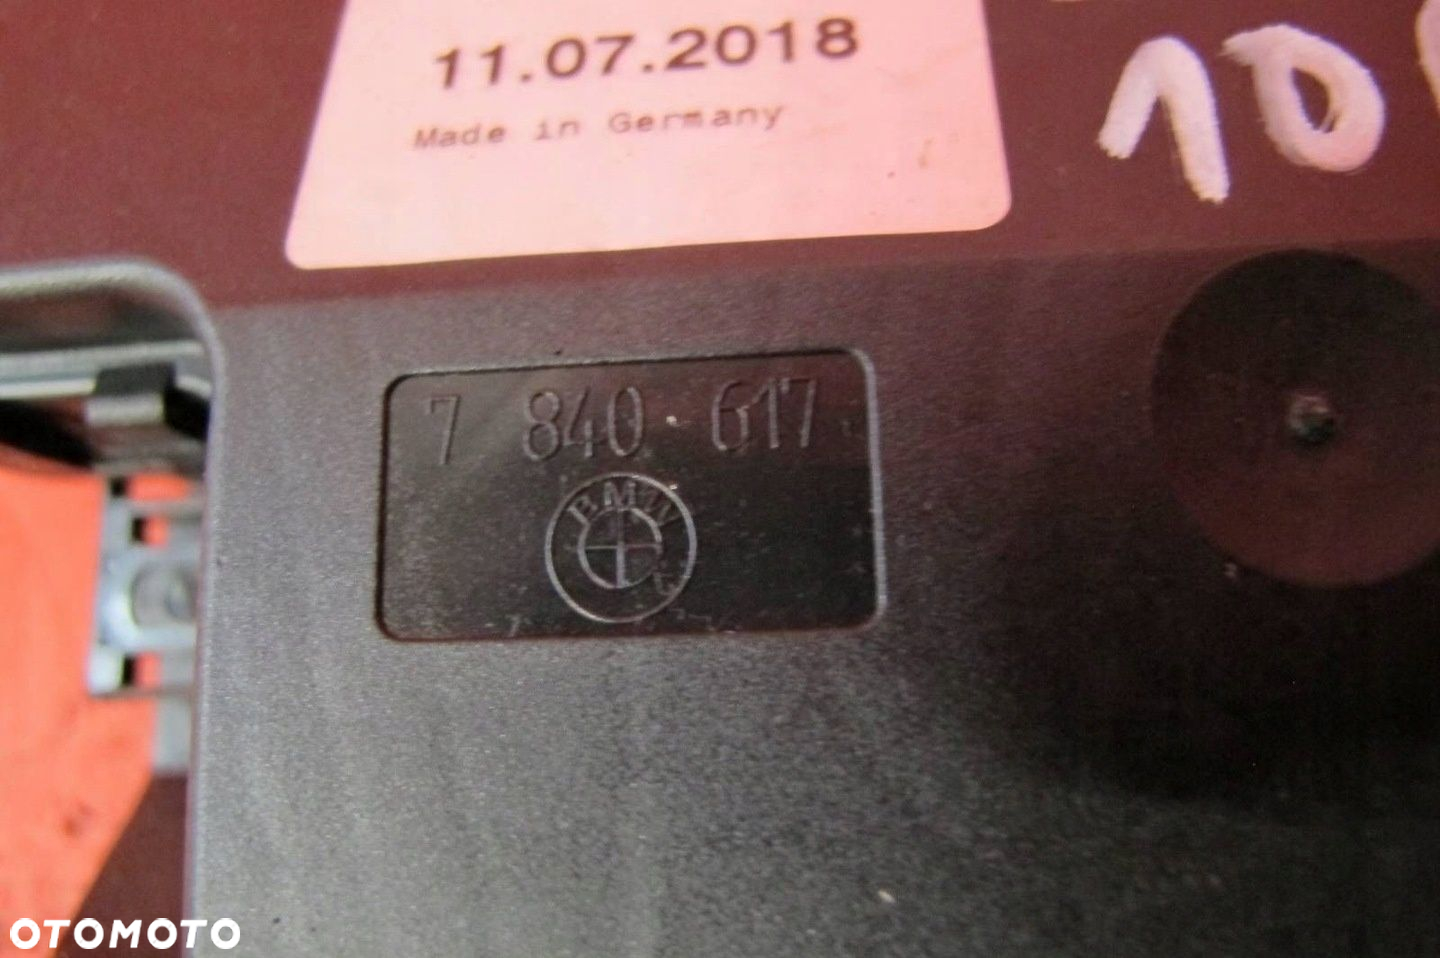 11.07.2018
Made in Germany
10
7 840 617
BMW
OTOMOTO